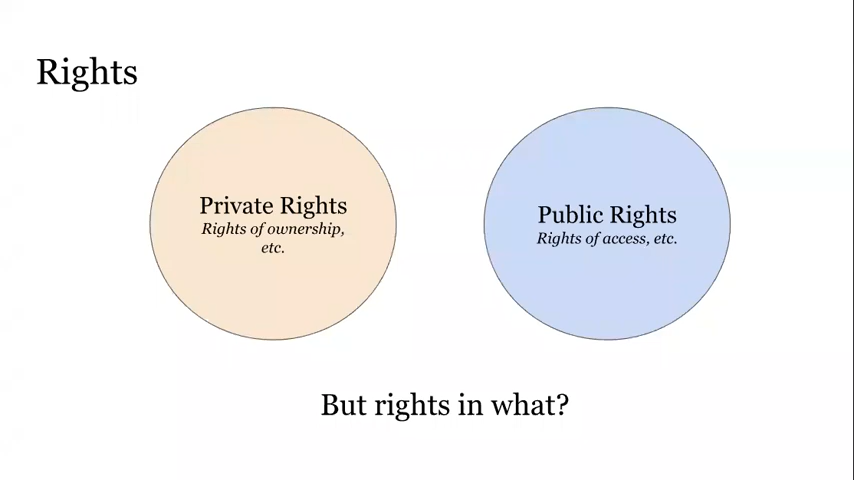 Rights
Private Rights
Rights of ownership,
etc.
Public Rights
Rights of access, etc.
But rights in what?